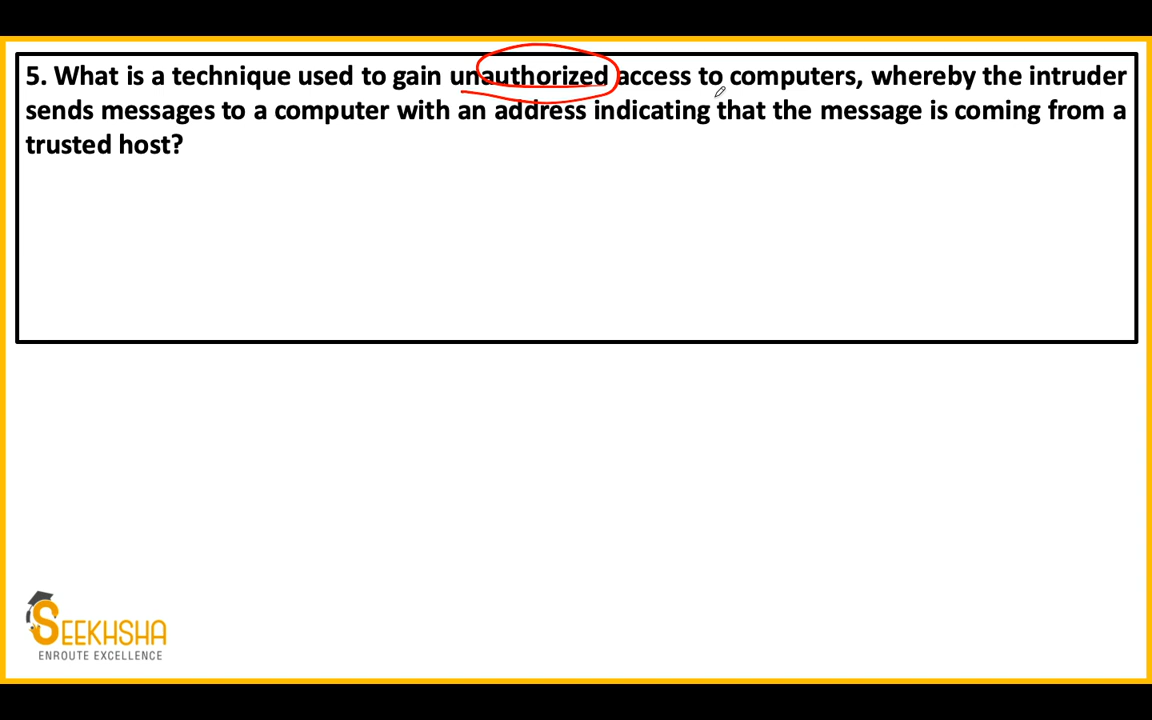 5. What is a technique used to gain unauthorized access to computers, whereby the intruder
sends messages to a computer with an address indicating that the message is coming from a
trusted host?
SEEKHSHA
ENROUTE EXCELLENCE